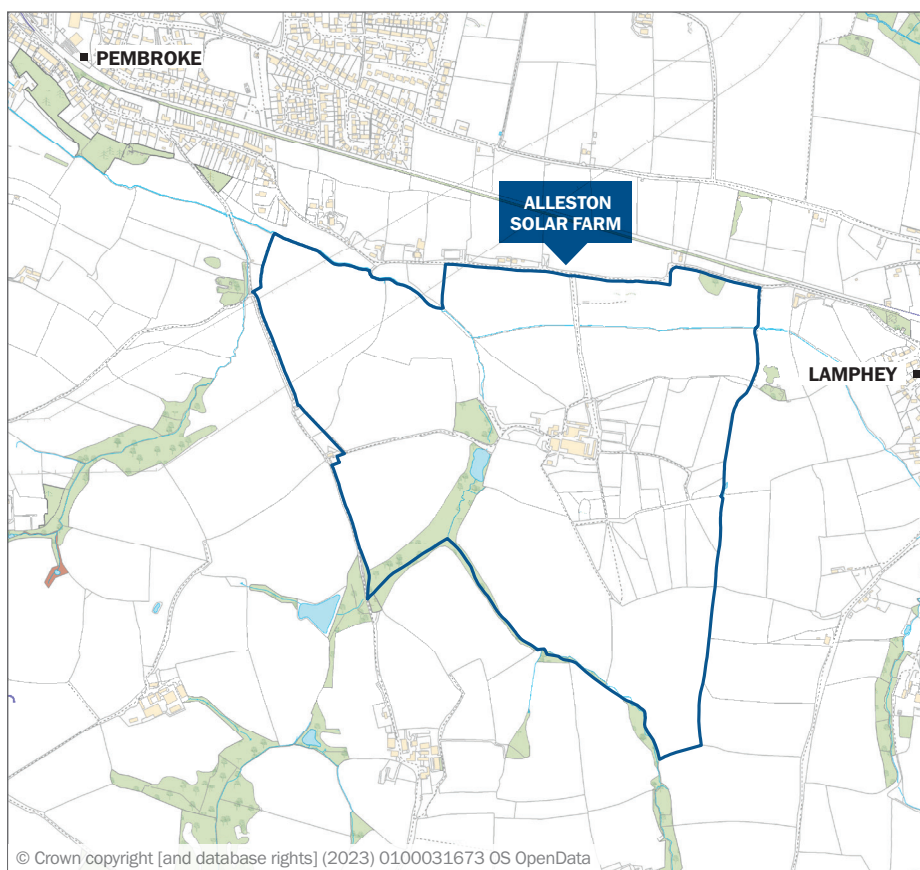 PEMBROKE
ALLESTON
SOLAR FARM
LAMPHEY
© Crown copyright [and database rights] (2023) 0100031673 OS OpenData